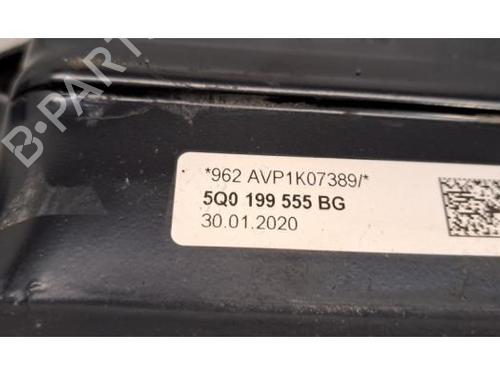 B-PARTS
*962 AVP1K07389/*
5Q0 199 555 BG
30.01.2020